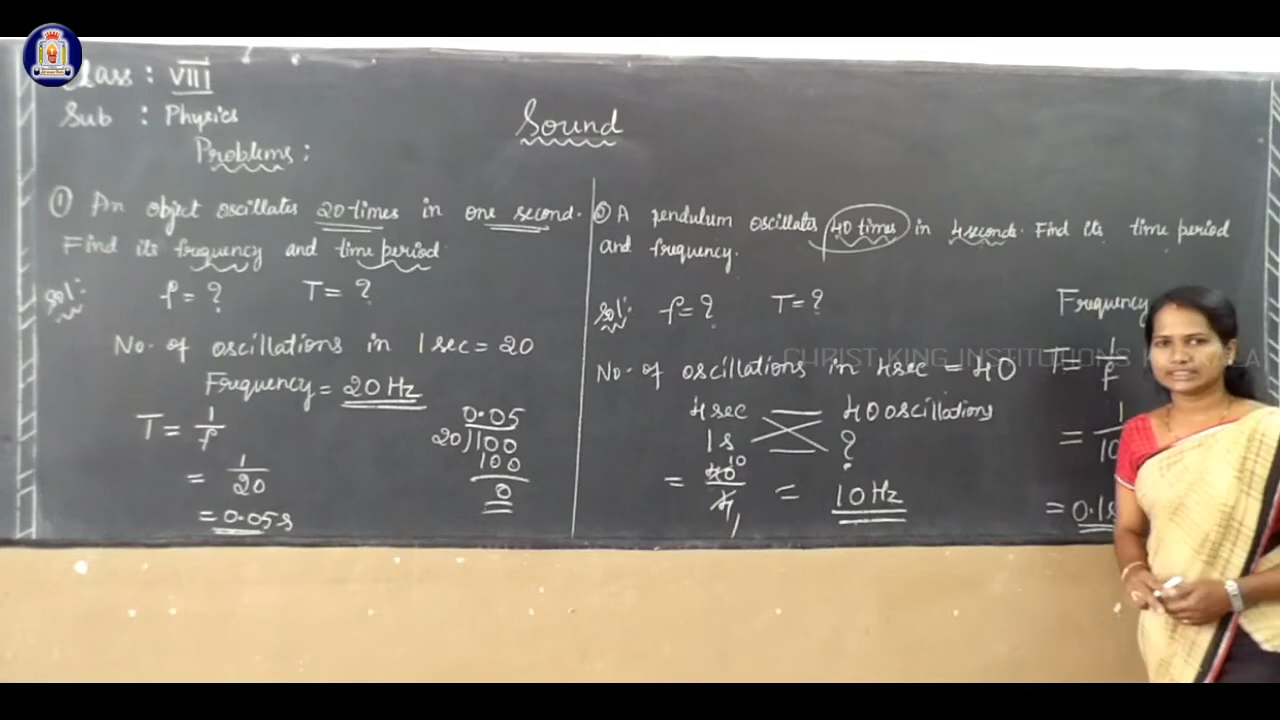 Class : VIII
Sub : Physics
Sound
Problems :
① An object oscillates 20 times in one second.
Find its frequency and time period.
Sol:
f = ? T = ?
No. of oscillations in 1 sec = 20
Frequency = 20 Hz
T = 1/f
= 1/20
= 0.05 s
0.05
20)100
100
0
② A pendulum oscillates 40 times in 4 seconds. Find its time period
and frequency.
Sol: f = ? T = ?
No. of oscillations in 4 sec = 40
4 sec 40 oscillations
1 s ?
= 40/4 = 10 Hz
10
1
Frequency
T = 1/f
= 1/10
= 0.1s
CHRIST KING INSTITUTIONS